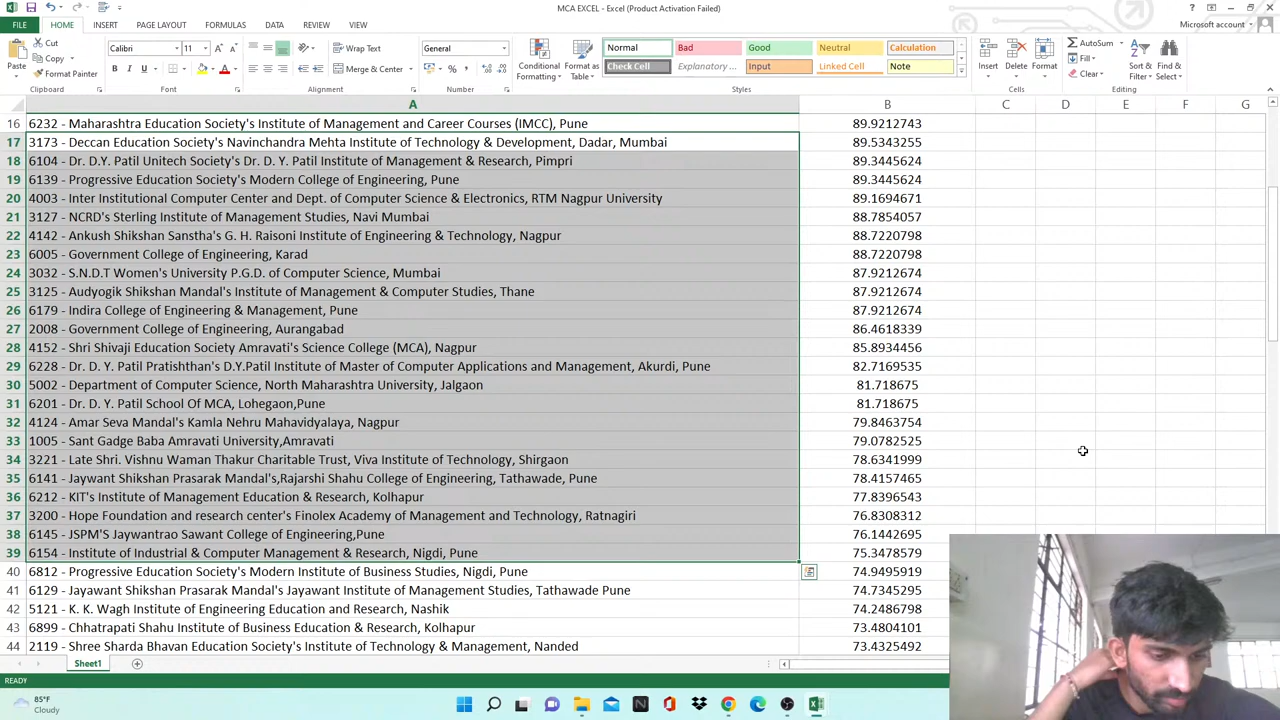 MCA EXCEL - Excel (Product Activation Failed)
FILE HOME INSERT PAGE LAYOUT FORMULAS DATA REVIEW VIEW Microsoft account
Cut
Copy
Format Painter
Paste
Clipboard
Calibri 11
B I U
Font
Wrap Text
Merge & Center
Alignment
General
Number
Conditional Formatting
Format as Table
Normal Bad Good Neutral Calculation
Check Cell Explanatory ... Input Linked Cell Note
Styles
Insert Delete Format
Cells
AutoSum
Fill
Clear
Sort & Filter
Find & Select
Editing
A B C D E F G
16 6232 - Maharashtra Education Society's Institute of Management and Career Courses (IMCC), Pune 89.9212743
17 3173 - Deccan Education Society's Navinchandra Mehta Institute of Technology & Development, Dadar, Mumbai 89.5343255
18 6104 - Dr. D.Y. Patil Unitech Society's Dr. D. Y. Patil Institute of Management & Research, Pimpri 89.3445624
19 6139 - Progressive Education Society's Modern College of Engineering, Pune 89.3445624
20 4003 - Inter Institutional Computer Center and Dept. of Computer Science & Electronics, RTM Nagpur University 89.1694671
21 3127 - NCRD's Sterling Institute of Management Studies, Navi Mumbai 88.7854057
22 4142 - Ankush Shikshan Sanstha's G. H. Raisoni Institute of Engineering & Technology, Nagpur 88.7220798
23 6005 - Government College of Engineering, Karad 88.7220798
24 3032 - S.N.D.T Women's University P.G.D. of Computer Science, Mumbai 87.9212674
25 3125 - Audyogik Shikshan Mandal's Institute of Management & Computer Studies, Thane 87.9212674
26 6179 - Indira College of Engineering & Management, Pune 87.9212674
27 2008 - Government College of Engineering, Aurangabad 86.4618339
28 4152 - Shri Shivaji Education Society Amravati's Science College (MCA), Nagpur 85.8934456
29 6228 - Dr. D. Y. Patil Pratishthan's D.Y.Patil Institute of Master of Computer Applications and Management, Akurdi, Pune 82.7169535
30 5002 - Department of Computer Science, North Maharashtra University, Jalgaon 81.718675
31 6201 - Dr. D. Y. Patil School Of MCA, Lohegaon,Pune 81.718675
32 4124 - Amar Seva Mandal's Kamla Nehru Mahavidyalaya, Nagpur 79.8463754
33 1005 - Sant Gadge Baba Amravati University,Amravati 79.0782525
34 3221 - Late Shri. Vishnu Waman Thakur Charitable Trust, Viva Institute of Technology, Shirgaon 78.6341999
35 6141 - Jaywant Shikshan Prasarak Mandal's,Rajarshi Shahu College of Engineering, Tathawade, Pune 78.4157465
36 6212 - KIT's Institute of Management Education & Research, Kolhapur 77.8396543
37 3200 - Hope Foundation and research center's Finolex Academy of Management and Technology, Ratnagiri 76.8308312
38 6145 - JSPM'S Jaywantrao Sawant College of Engineering,Pune 76.1442695
39 6154 - Institute of Industrial & Computer Management & Research, Nigdi, Pune 75.3478579
40 6812 - Progressive Education Society's Modern Institute of Business Studies, Nigdi, Pune 74.9495919
41 6129 - Jaywant Shikshan Prasarak Mandal's Jayawant Institute of Management Studies, Tathawade Pune 74.7345295
42 5121 - K. K. Wagh Institute of Engineering Education and Research, Nashik 74.2486798
43 6899 - Chhatrapati Shahu Institute of Business Education & Research, Kolhapur 73.4804101
44 2119 - Shree Sharda Bhavan Education Society's Institute of Technology & Management, Nanded 73.4325492
Sheet1
READY
85°F
Cloudy